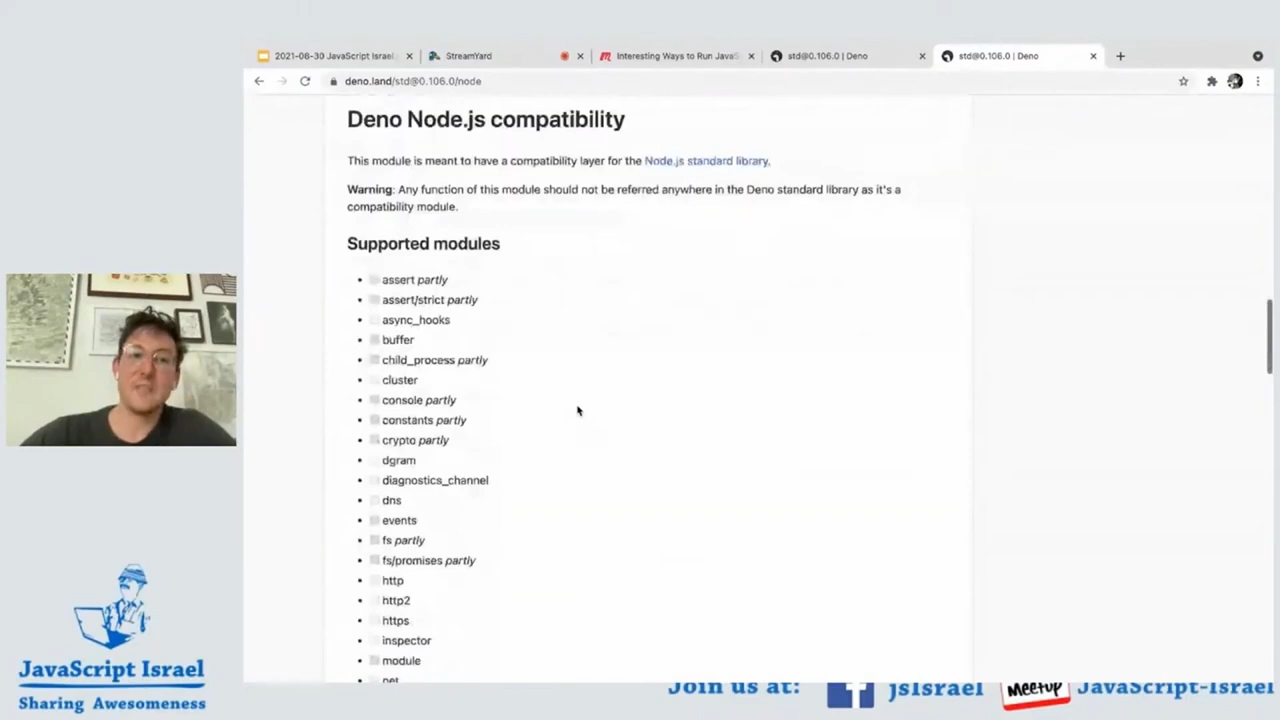 2021-06-30 JavaScript Israel
StreamYard
Interesting Ways to Run JavaS
std@0.106.0 | Deno
std@0.106.0 | Deno
deno.land/std@0.106.0/node
Deno Node.js compatibility
This module is meant to have a compatibility layer for the Node.js standard library.
Warning: Any function of this module should not be referred anywhere in the Deno standard library as it's a
compatibility module.
Supported modules
assert partly
assert/strict partly
async_hooks
buffer
child_process partly
cluster
console partly
constants partly
crypto partly
dgram
diagnostics_channel
dns
events
fs partly
fs/promises partly
http
http2
https
inspector
module
net
JavaScript Israel
Sharing Awesomeness
Join us at: jsIsrael Meetup JavaScript-Israel